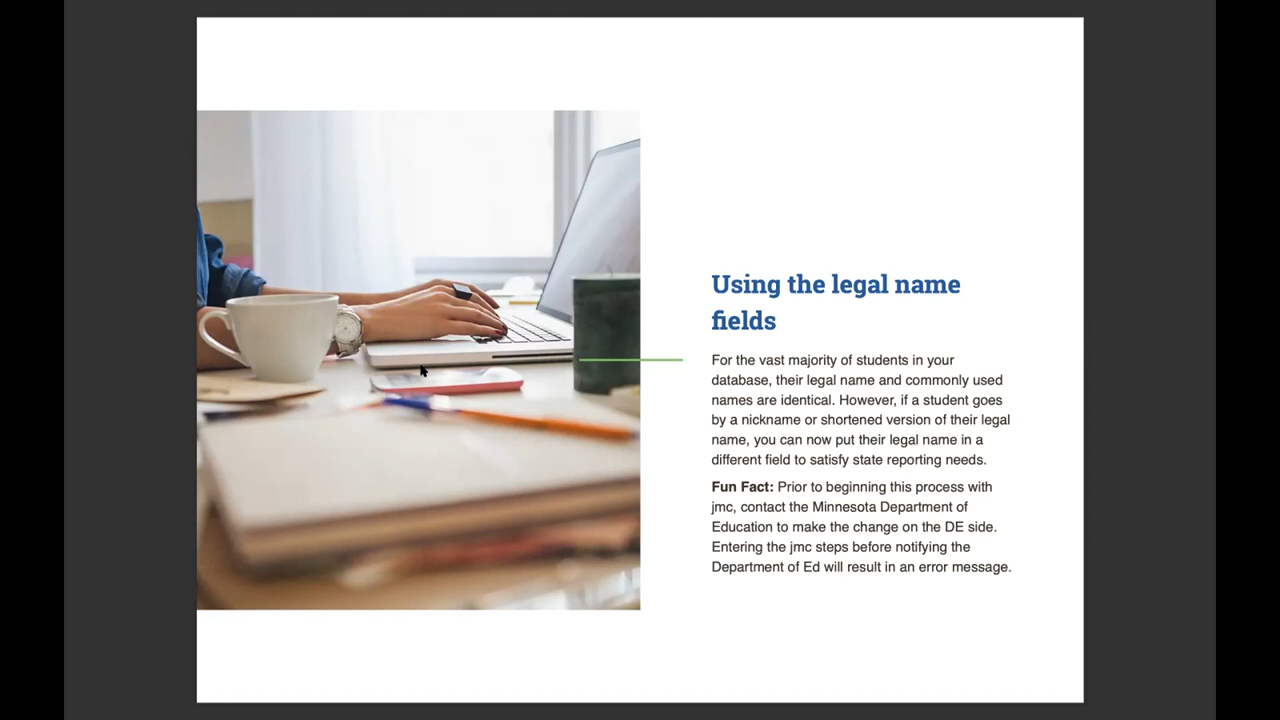 Using the legal name
fields
For the vast majority of students in your
database, their legal name and commonly used
names are identical. However, if a student goes
by a nickname or shortened version of their legal
name, you can now put their legal name in a
different field to satisfy state reporting needs.
Fun Fact: Prior to beginning this process with
jmc, contact the Minnesota Department of
Education to make the change on the DE side.
Entering the jmc steps before notifying the
Department of Ed will result in an error message.